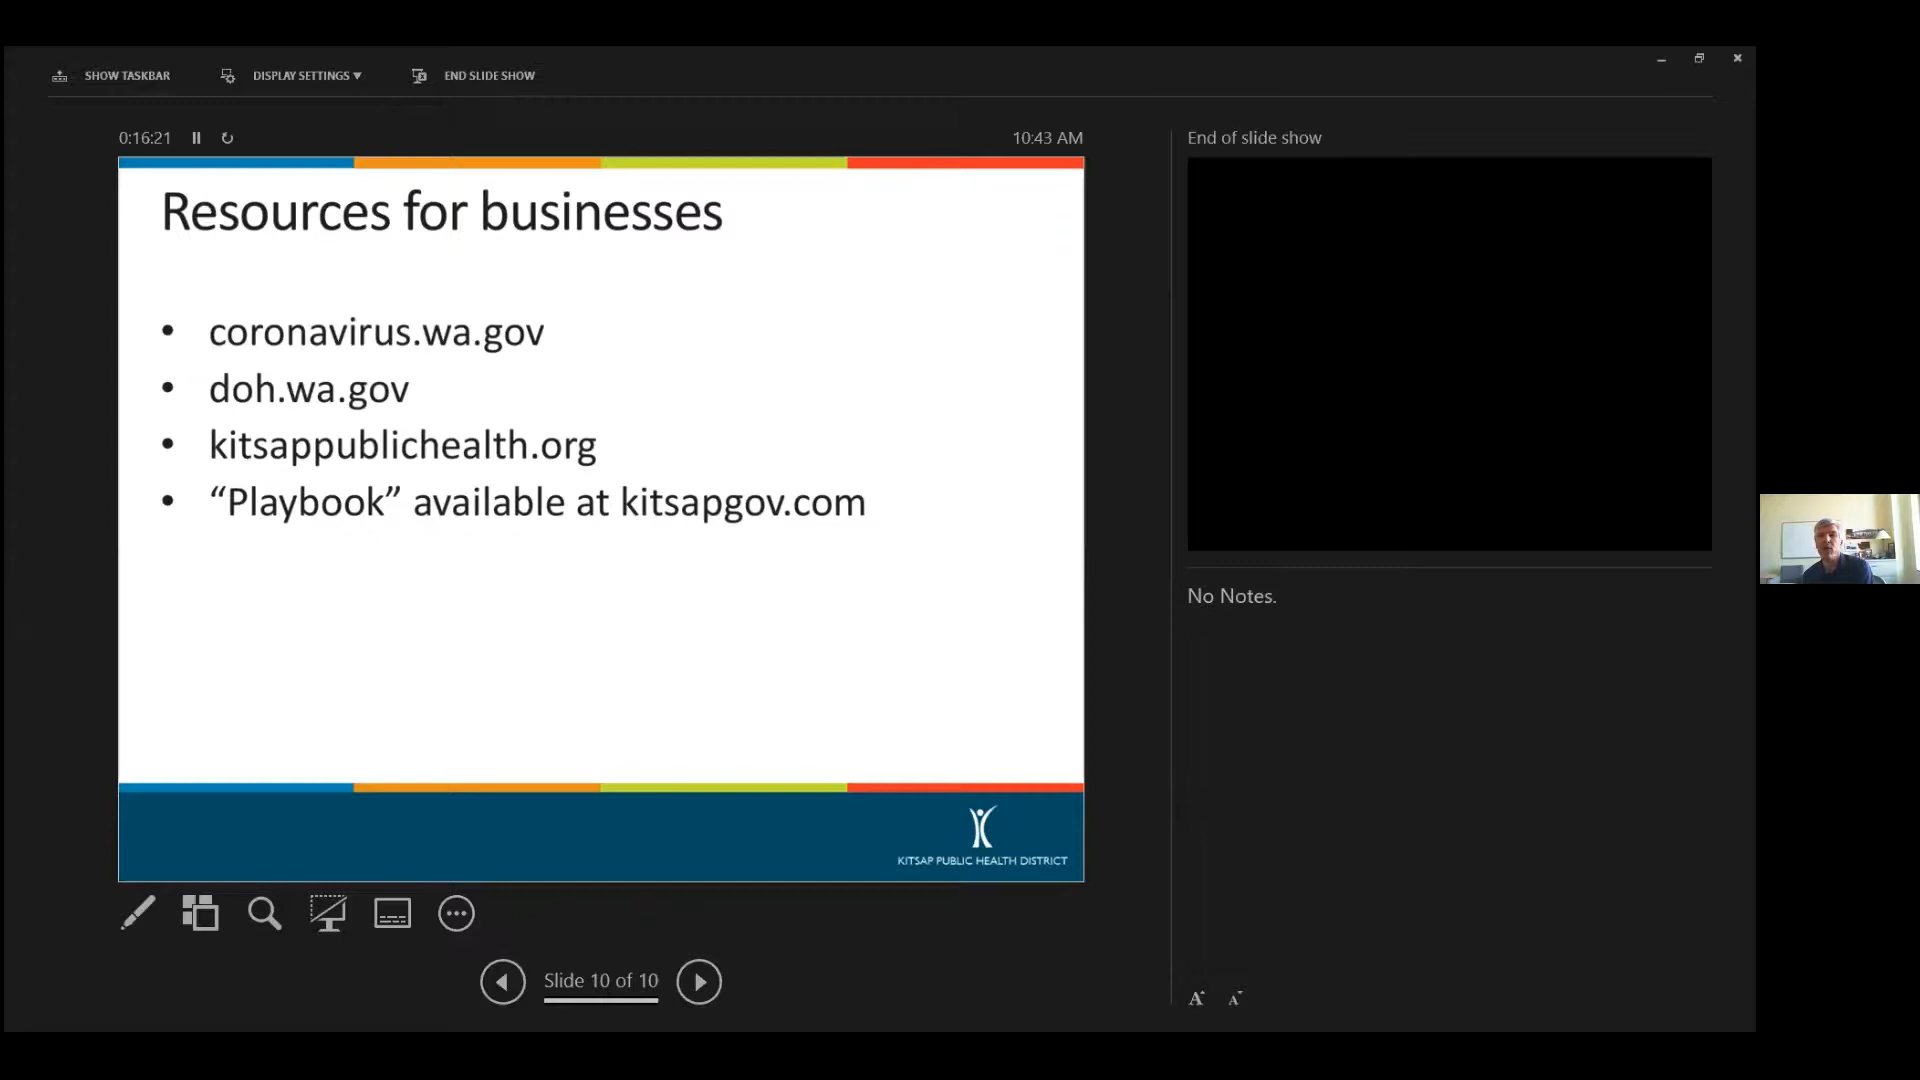 SHOW TASKBAR
DISPLAY SETTINGS ▼
END SLIDE SHOW
0:16:21
10:43 AM
Resources for businesses
• coronavirus.wa.gov
• doh.wa.gov
• kitsappublichealth.org
• “Playbook” available at kitsapgov.com
KITSAP PUBLIC HEALTH DISTRICT
Slide 10 of 10
End of slide show
No Notes.
A A